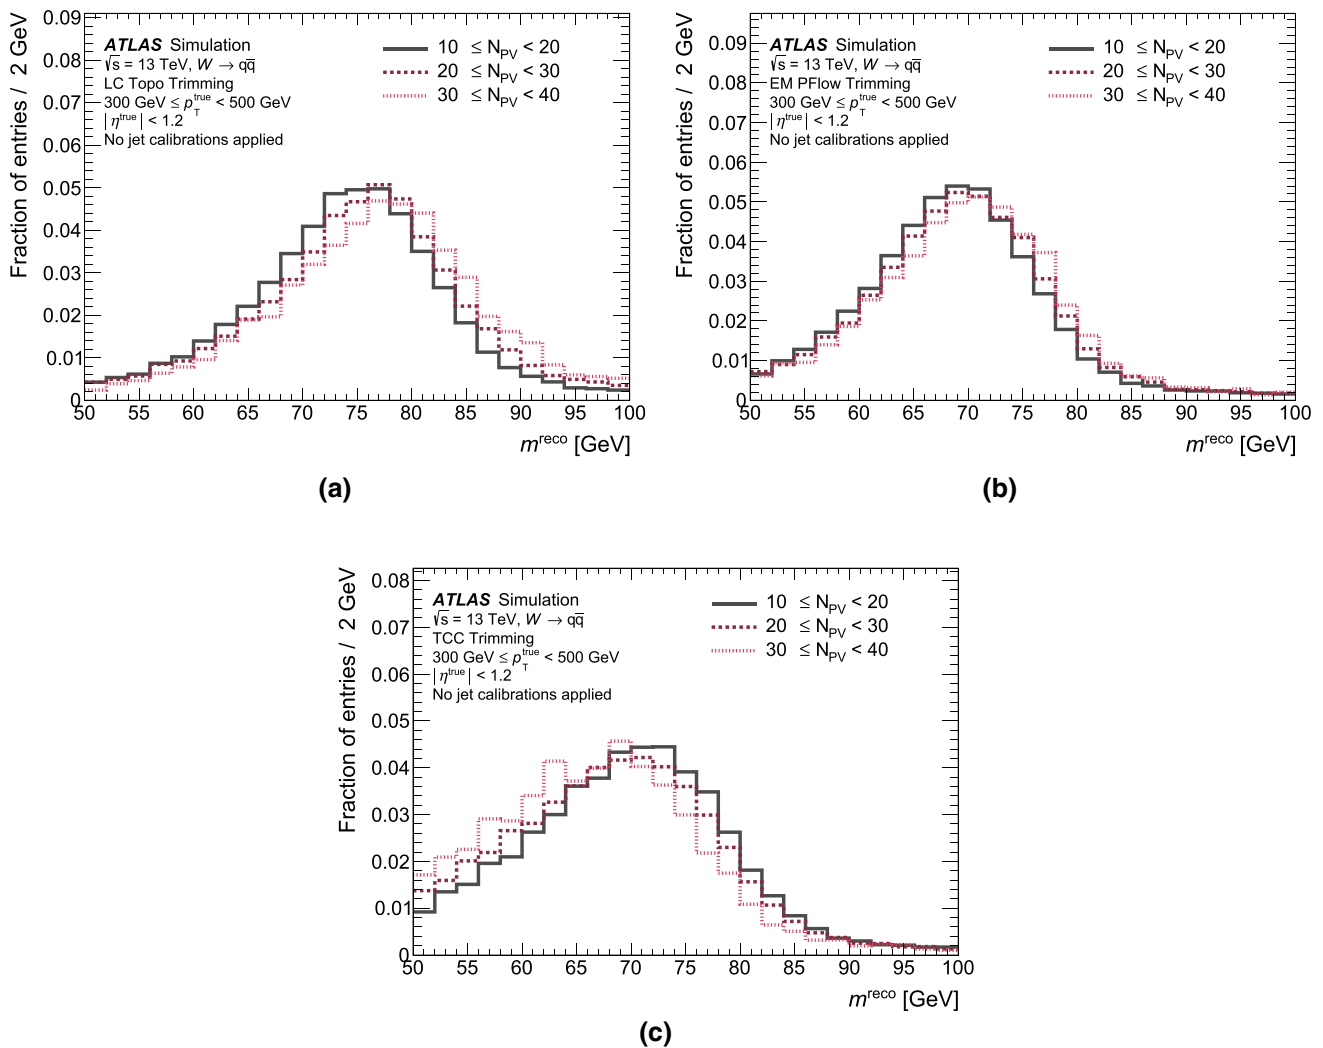 ATLAS Simulation
√s = 13 TeV, W → qq̅
LC Topo Trimming
300 GeV ≤ p_T^true < 500 GeV
|η^true| < 1.2
No jet calibrations applied
10 ≤ N_PV < 20
20 ≤ N_PV < 30
30 ≤ N_PV < 40
Fraction of entries / 2 GeV
0.09
0.08
0.07
0.06
0.05
0.04
0.03
0.02
0.01
0
50 55 60 65 70 75 80 85 90 95 100
m^reco [GeV]
(a)
ATLAS Simulation
√s = 13 TeV, W → qq̅
EM PFlow Trimming
300 GeV ≤ p_T^true < 500 GeV
|η^true| < 1.2
No jet calibrations applied
10 ≤ N_PV < 20
20 ≤ N_PV < 30
30 ≤ N_PV < 40
Fraction of entries / 2 GeV
0.09
0.08
0.07
0.06
0.05
0.04
0.03
0.02
0.01
0
50 55 60 65 70 75 80 85 90 95 100
m^reco [GeV]
(b)
ATLAS Simulation
√s = 13 TeV, W → qq̅
TCC Trimming
300 GeV ≤ p_T^true < 500 GeV
|η^true| < 1.2
No jet calibrations applied
10 ≤ N_PV < 20
20 ≤ N_PV < 30
30 ≤ N_PV < 40
Fraction of entries / 2 GeV
0.08
0.07
0.06
0.05
0.04
0.03
0.02
0.01
0
50 55 60 65 70 75 80 85 90 95 100
m^reco [GeV]
(c)